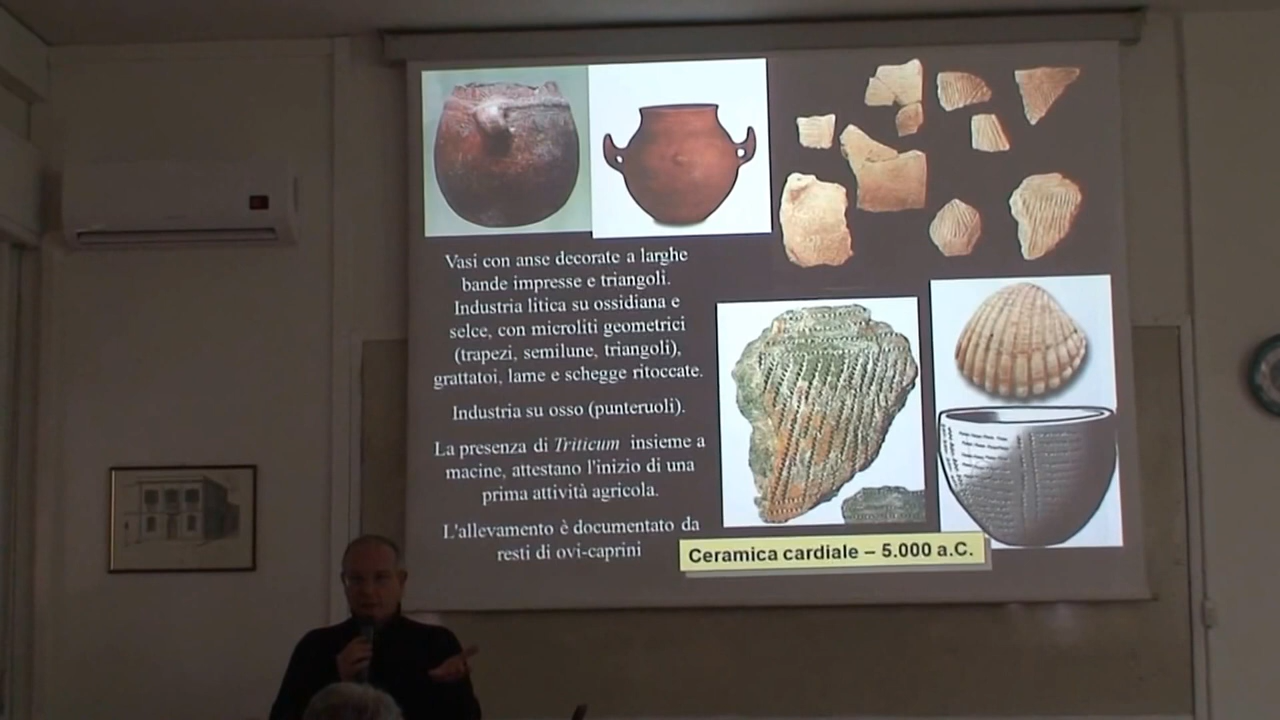 Vasi con anse decorate a larghe
bande impresse e triangoli.
Industria litica su ossidiana e
selce, con microliti geometrici
(trapezi, semilune, triangoli),
grattatoi, lame e schegge ritoccate.
Industria su osso (punteruoli).
La presenza di Triticum insieme a
macine, attestano l'inizio di una
prima attività agricola.
L'allevamento è documentato da
resti di ovi-caprini
Ceramica cardiale – 5.000 a.C.